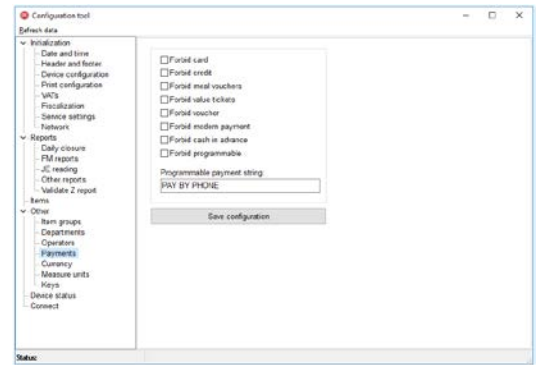 Configuration tool
Refresh data
Initialization
Date and time
Header and footer
Device configuration
Print configuration
VATs
Fiscalization
Service settings
Network
Reports
Daily closure
FM reports
JE reading
Other reports
Validate Z report
Items
Other
Item groups
Departments
Operators
Payments
Currency
Measure units
Keys
Device status
Connect
Forbid card
Forbid credit
Forbid meal vouchers
Forbid value tickets
Forbid voucher
Forbid modern payment
Forbid cash in advance
Forbid programmable
Programmable payment string:
PAY BY PHONE
Save configuration
Status: